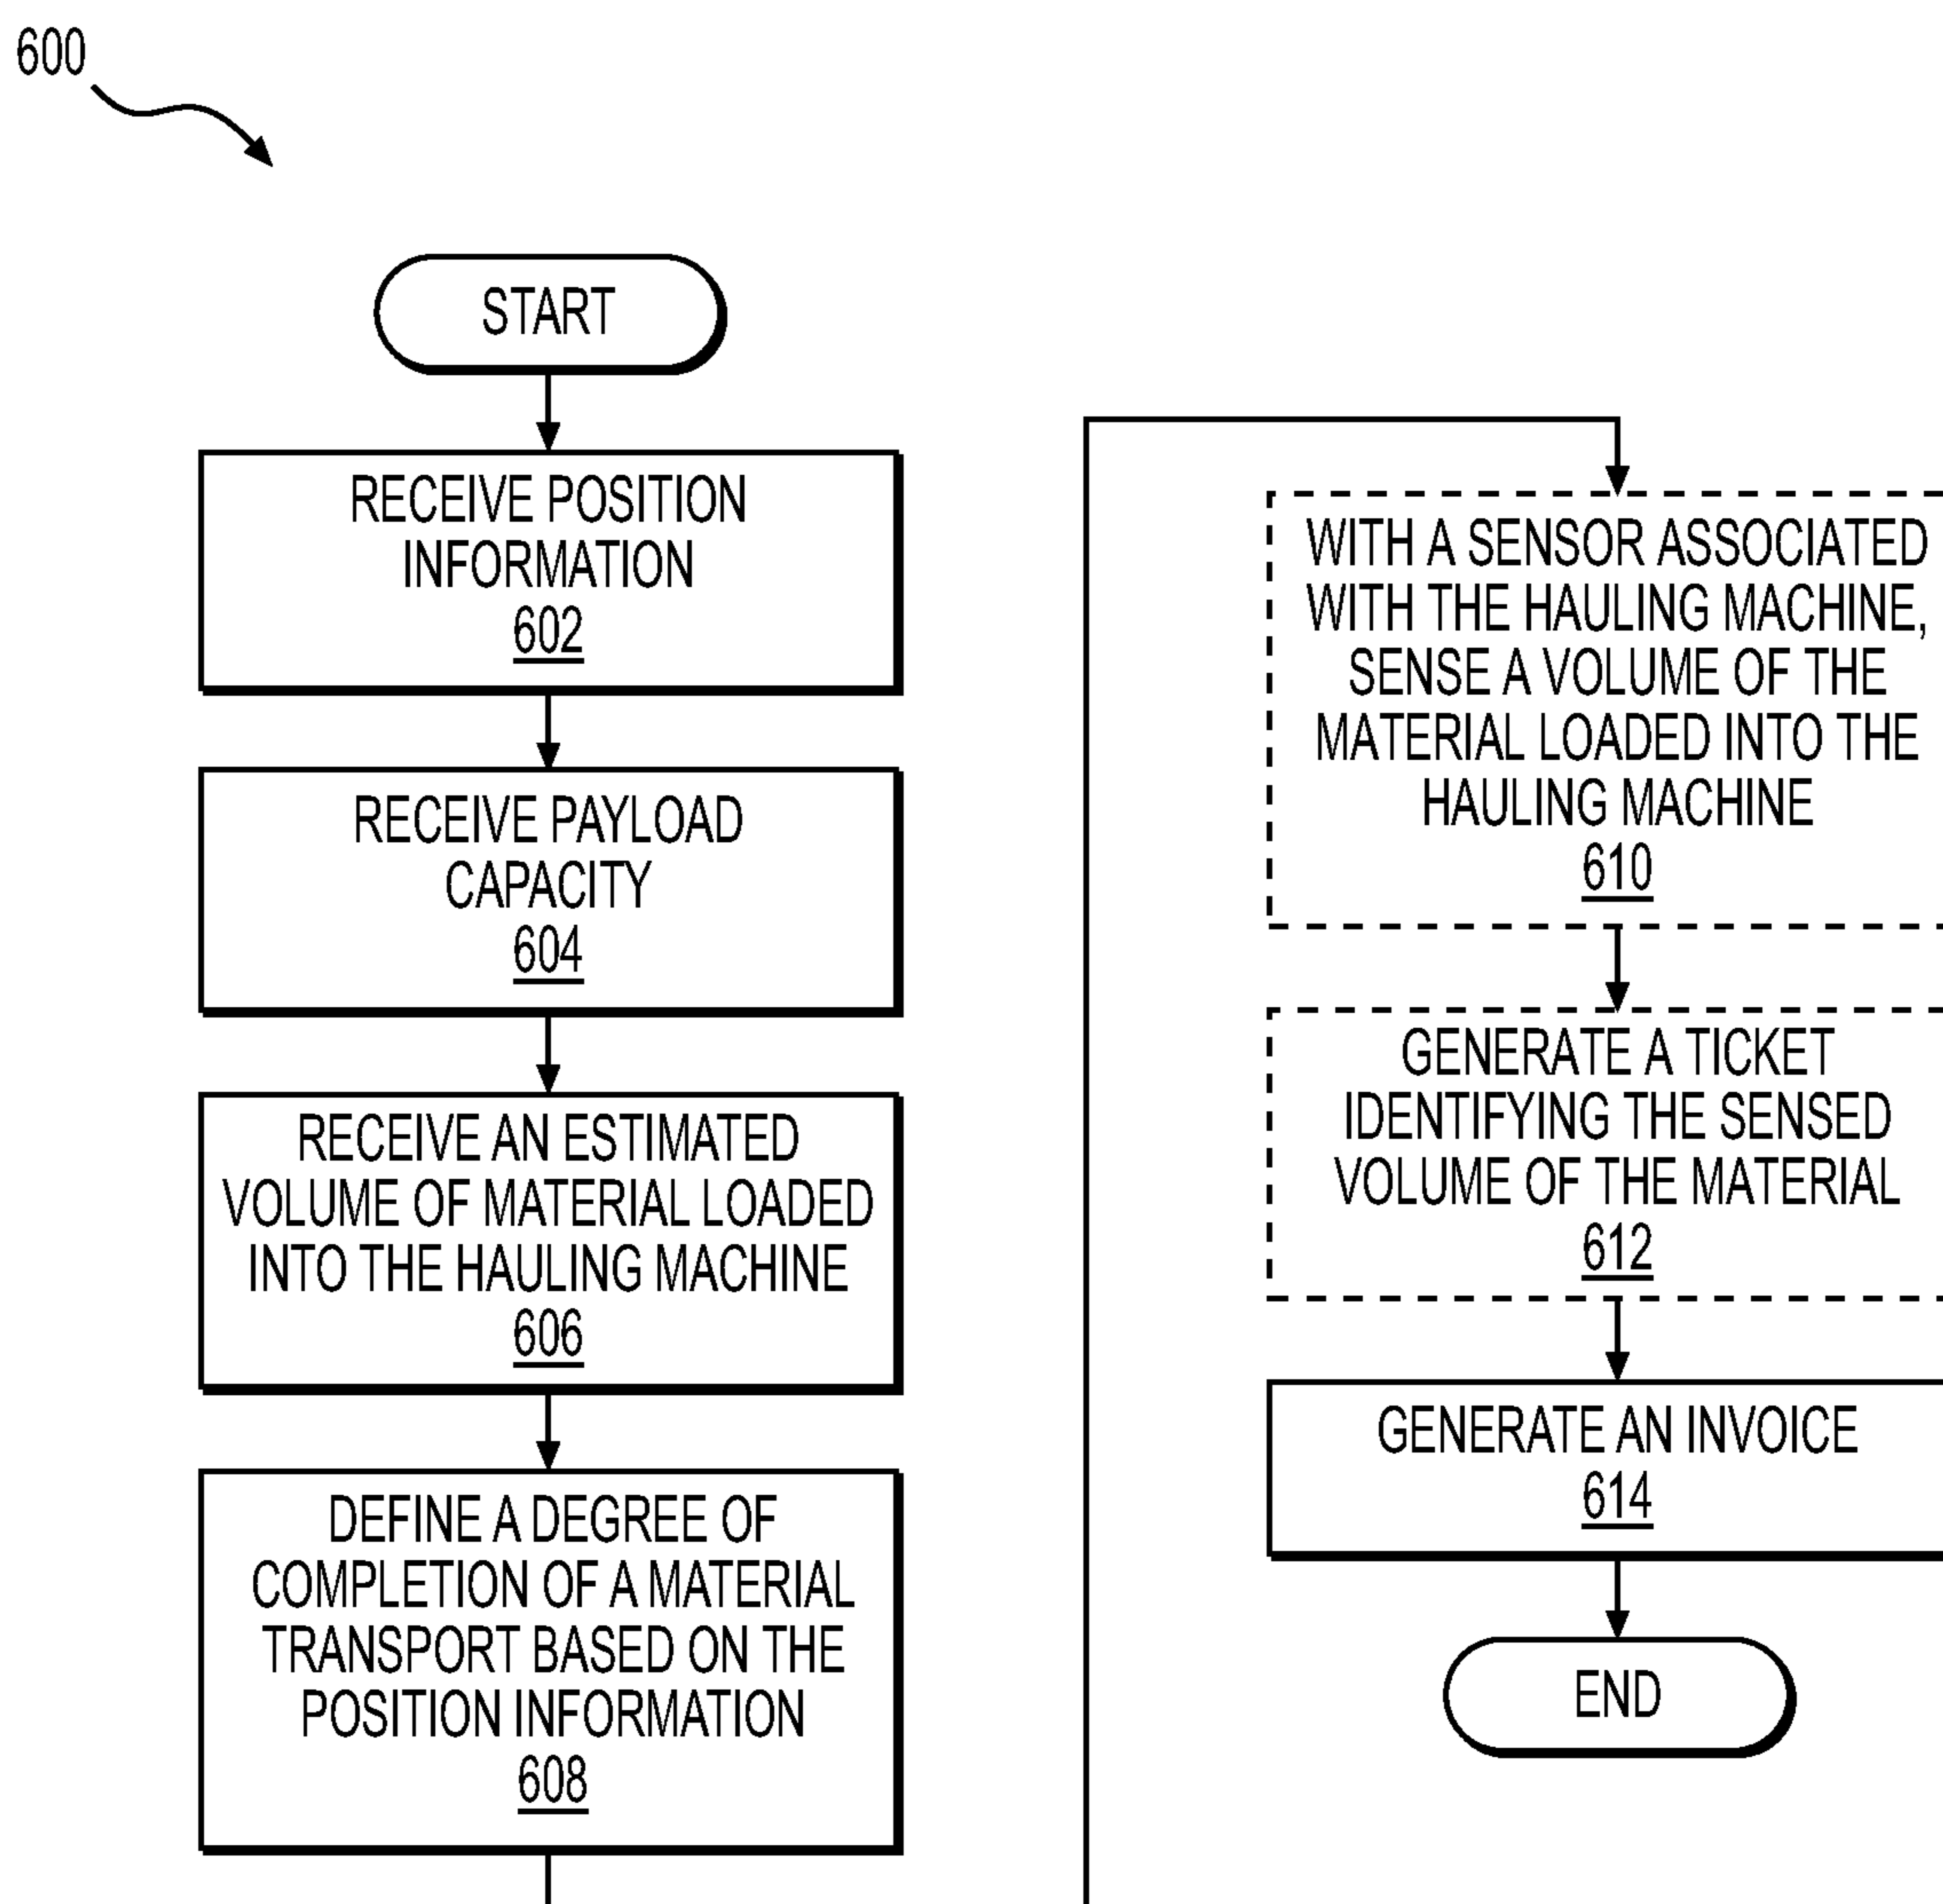 600
START
RECEIVE POSITION
INFORMATION
602
RECEIVE PAYLOAD
CAPACITY
604
RECEIVE AN ESTIMATED
VOLUME OF MATERIAL LOADED
INTO THE HAULING MACHINE
606
DEFINE A DEGREE OF
COMPLETION OF A MATERIAL
TRANSPORT BASED ON THE
POSITION INFORMATION
608
WITH A SENSOR ASSOCIATED
WITH THE HAULING MACHINE,
SENSE A VOLUME OF THE
MATERIAL LOADED INTO THE
HAULING MACHINE
610
GENERATE A TICKET
IDENTIFYING THE SENSED
VOLUME OF THE MATERIAL
612
GENERATE AN INVOICE
614
END